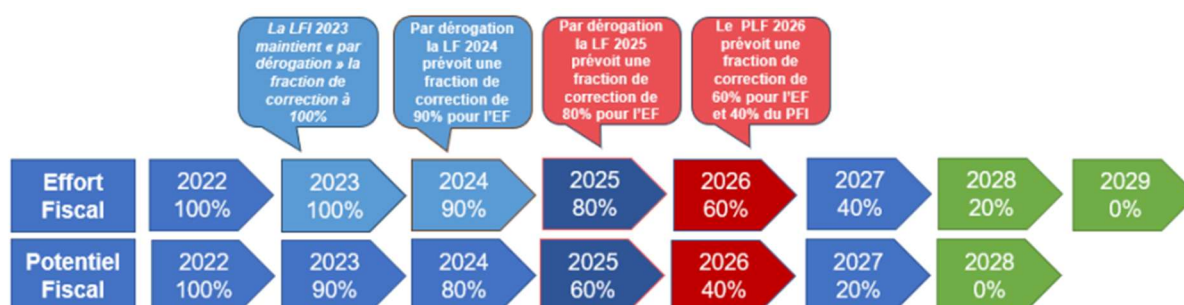 La LFI 2023
maintient « par
dérogation » la
fraction de
correction à
100%
Par dérogation
la LF 2024
prévoit une
fraction de
correction de
90% pour l'EF
Par dérogation
la LF 2025
prévoit une
fraction de
correction de
80% pour l'EF
Le PLF 2026
prévoit une
fraction de
correction de
60% pour l'EF
et 40% du PFI
Effort
Fiscal
2022
100%
2023
100%
2024
90%
2025
80%
2026
60%
2027
40%
2028
20%
2029
0%
Potentiel
Fiscal
2022
100%
2023
90%
2024
80%
2025
60%
2026
40%
2027
20%
2028
0%